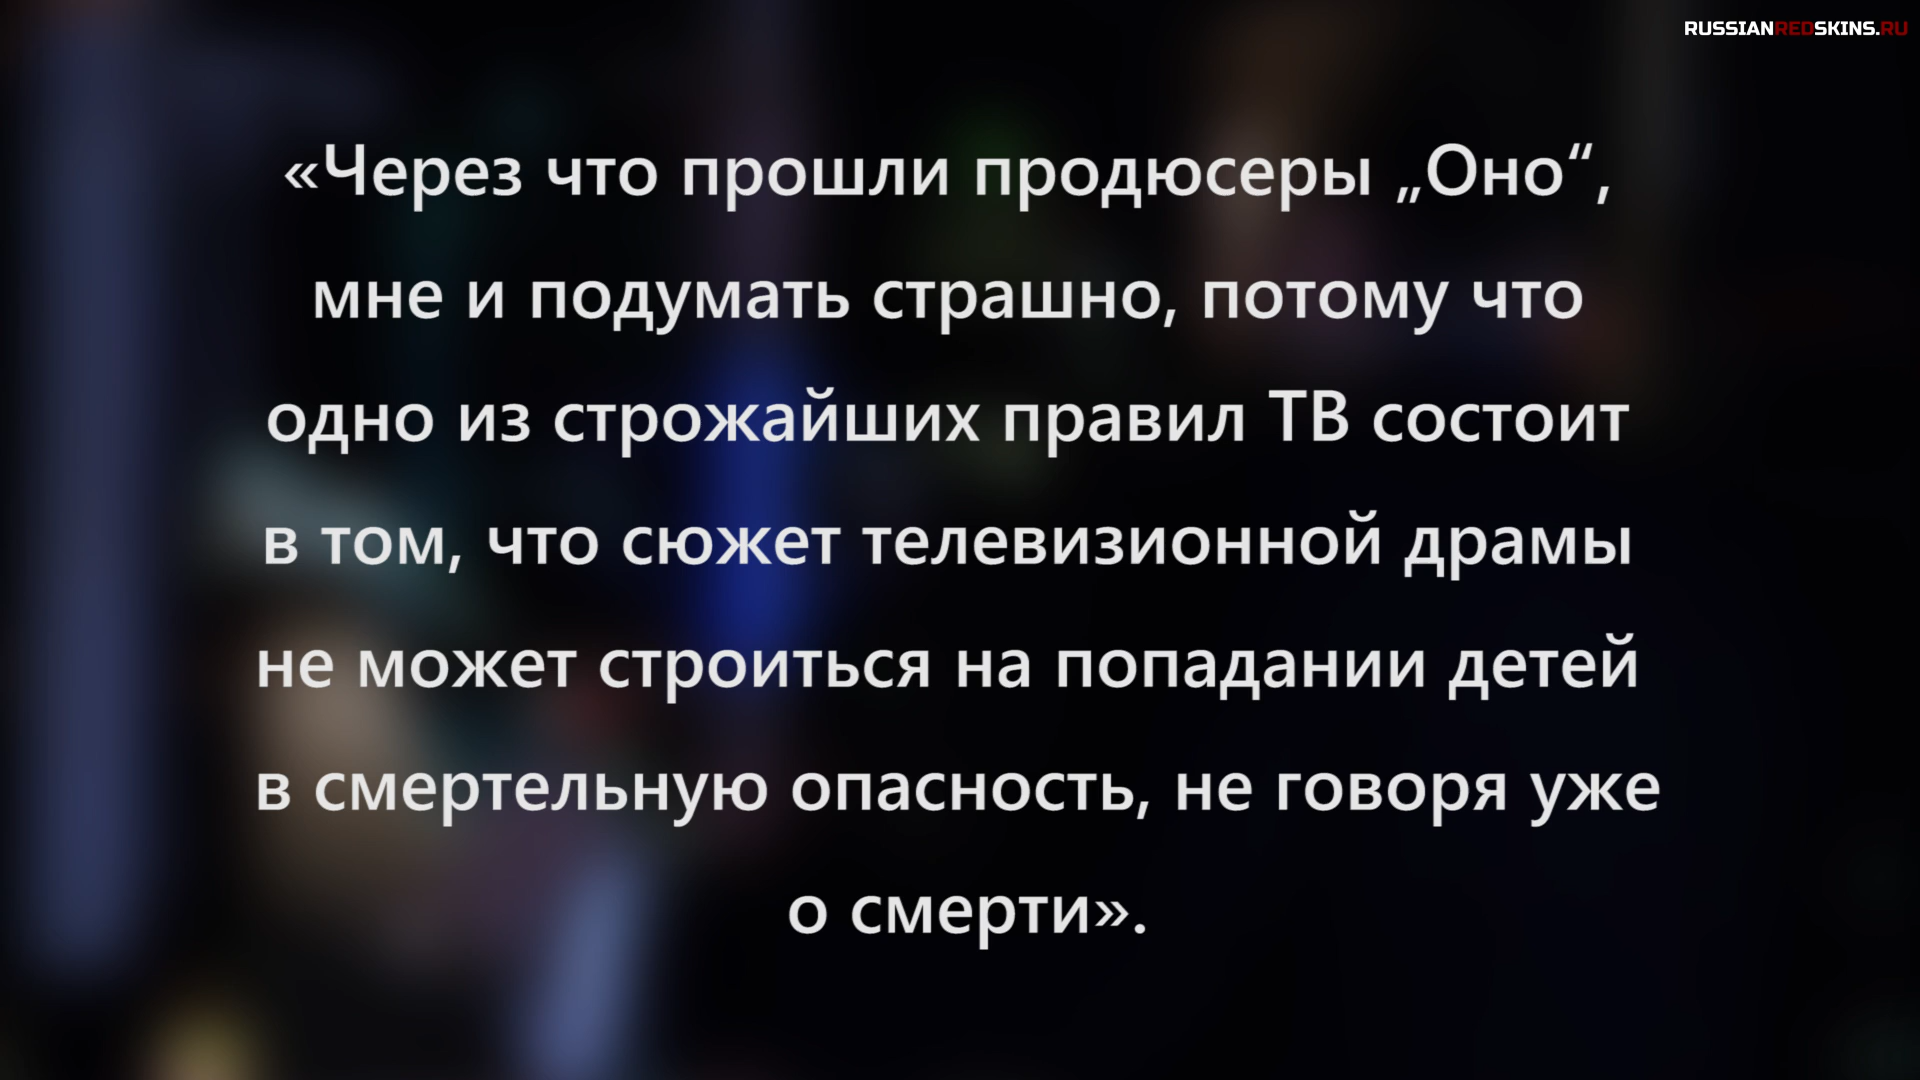 RUSSIANREDSKINS.RU
«Через что прошли продюсеры „Оно“,
мне и подумать страшно, потому что
одно из строжайших правил ТВ состоит
в том, что сюжет телевизионной драмы
не может строиться на попадании детей
в смертельную опасность, не говоря уже
о смерти».